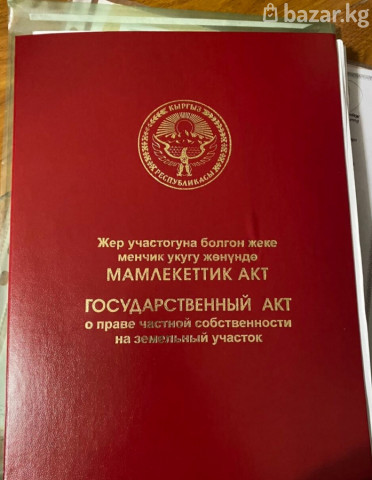 bazar.kg
КЫРГЫЗ
РЕСПУБЛИКАСЫ
Жер участогуна болгон жеке
менчик укугу жөнүндө
МАМЛЕКЕТТИК АКТ
ГОСУДАРСТВЕННЫЙ АКТ
о праве частной собственности
на земельный участок